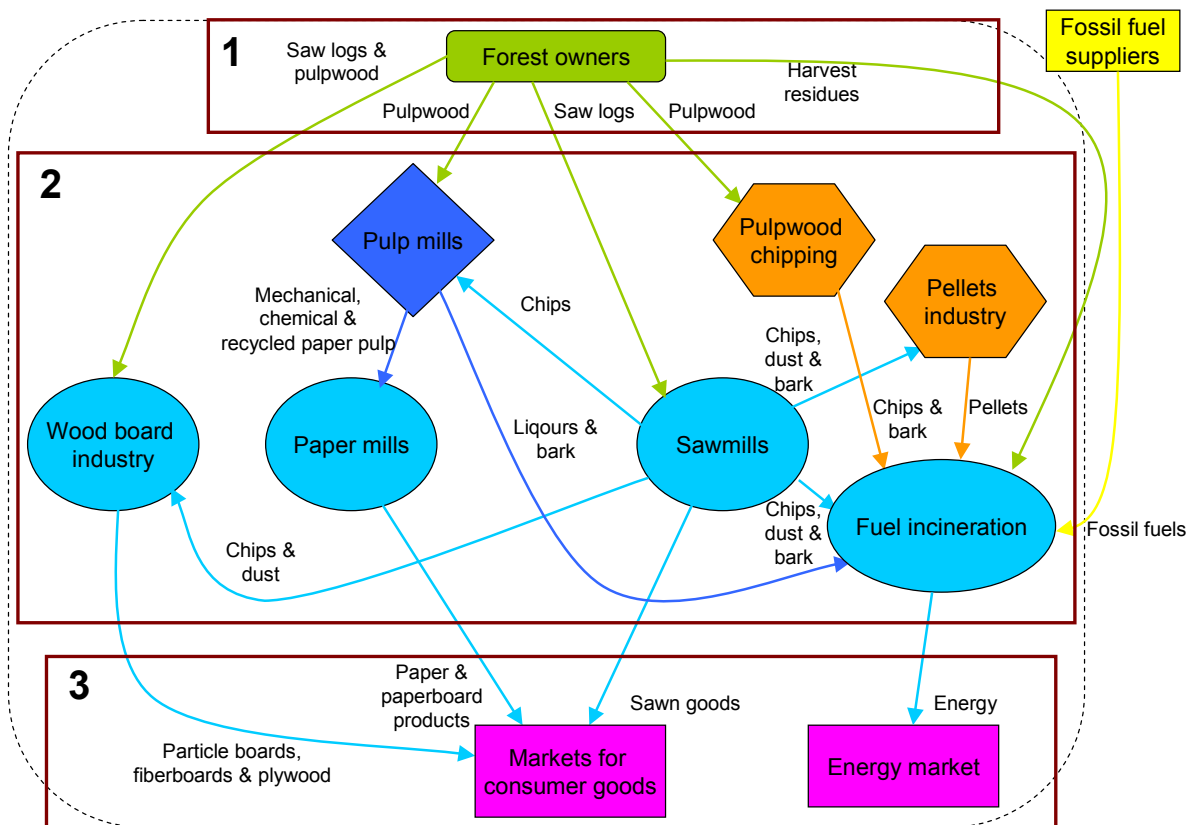 1
Saw logs &
pulpwood
Forest owners
Harvest
residues
Fossil fuel
suppliers
Pulpwood
Saw logs
Pulpwood
2
Pulp mills
Pulpwood
chipping
Pellets
industry
Mechanical,
chemical &
recycled paper pulp
Chips
Chips,
dust &
bark
Wood board
industry
Paper mills
Liqours &
bark
Sawmills
Chips &
bark
Pellets
Chips &
dust
Chips,
dust &
bark
Fuel incineration
Fossil fuels
3
Paper &
paperboard
products
Sawn goods
Energy
Particle boards,
fiberboards & plywood
Markets for
consumer goods
Energy market